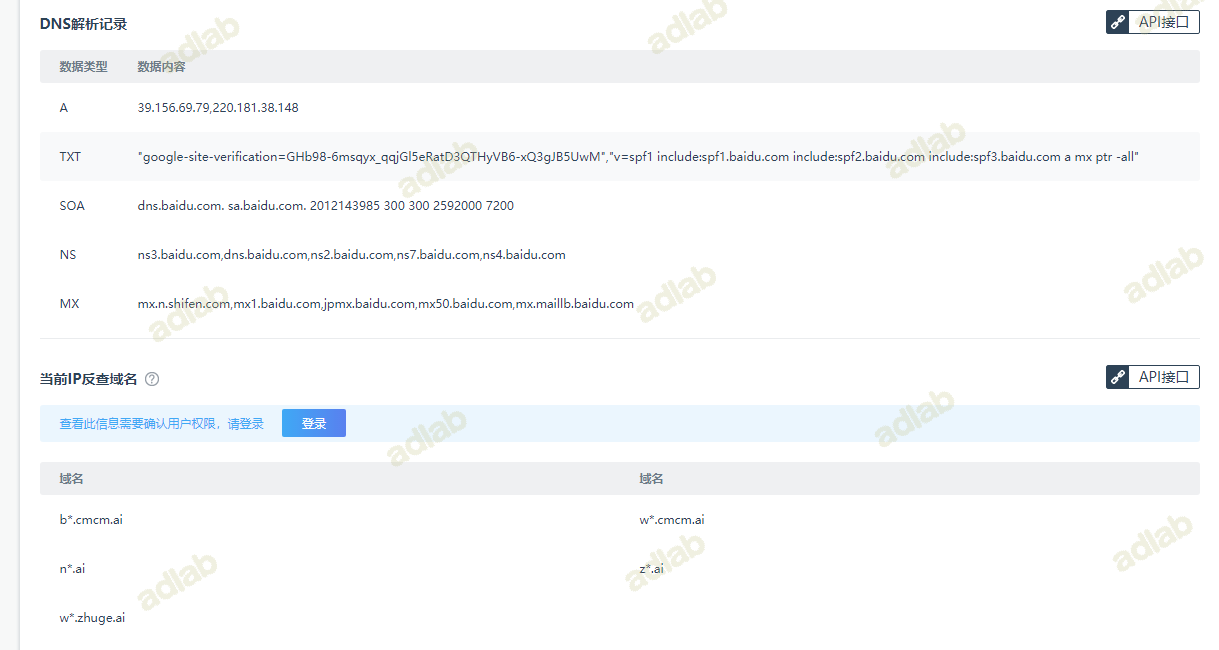 DNS解析记录
API接口
数据类型 数据内容
A 39.156.69.79,220.181.38.148
TXT "google-site-verification=GHb98-6msqyx_qqjGl5eRatD3QTHyVB6-xQ3gJB5UwM","v=spf1 include:spf1.baidu.com include:spf2.baidu.com include:spf3.baidu.com a mx ptr -all"
SOA dns.baidu.com. sa.baidu.com. 2012143985 300 300 2592000 7200
NS ns3.baidu.com,dns.baidu.com,ns2.baidu.com,ns7.baidu.com,ns4.baidu.com
MX mx.n.shifen.com,mx1.baidu.com,jpmx.baidu.com,mx50.baidu.com,mx.maillb.baidu.com
当前IP反查域名 ?
API接口
查看此信息需要确认用户权限，请登录 登录
域名 域名
b*.cmcm.ai w*.cmcm.ai
n*.ai z*.ai
w*.zhuge.ai
adlab
adlab
adlab
adlab
adlab
adlab
adlab
adlab
adlab
adlab
adlab
adlab
adlab